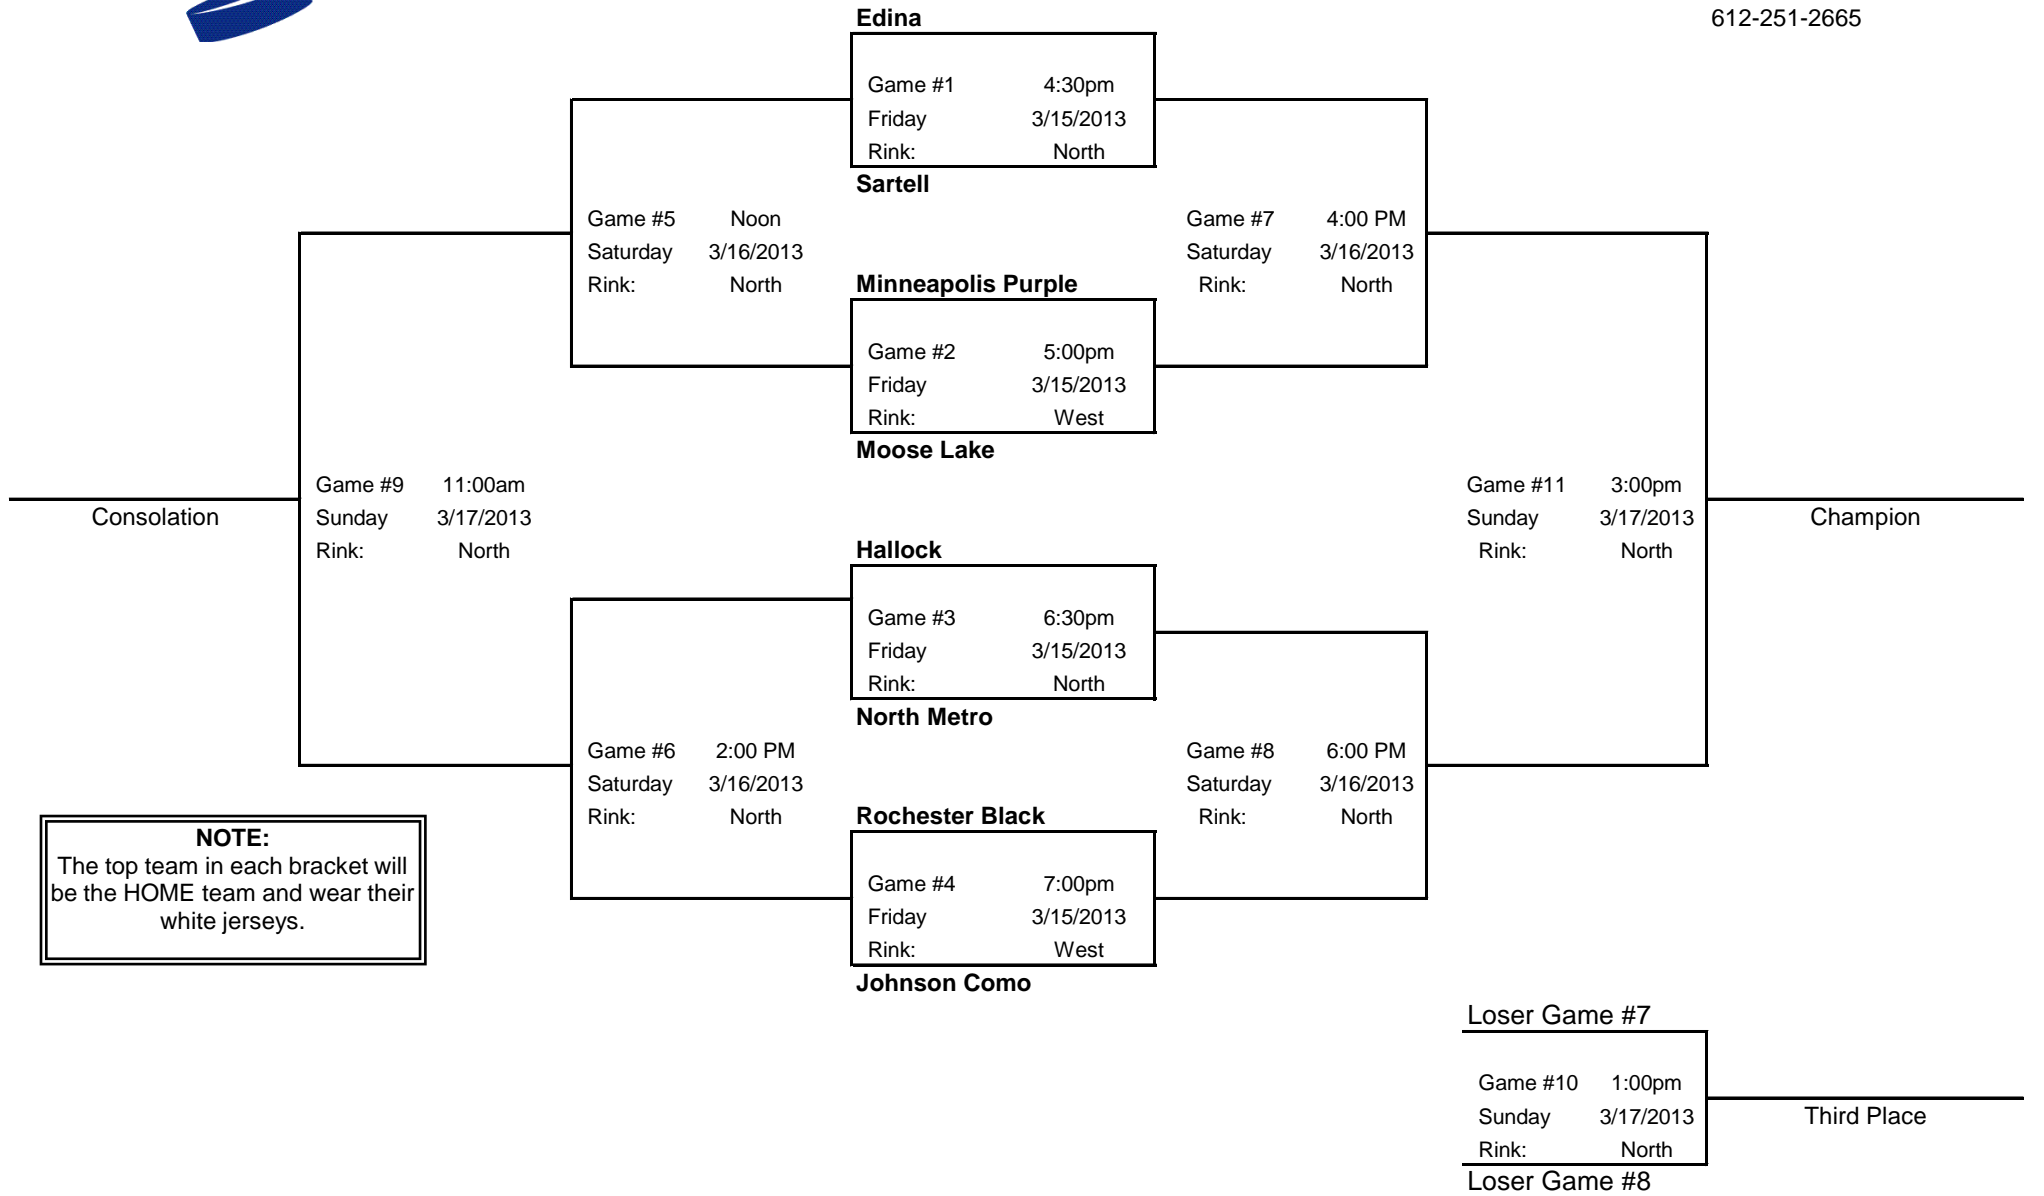 Edina
612-251-2665
Game #1 4:30pm
Friday 3/15/2013
Rink: North
Sartell
Game #5 Noon
Saturday 3/16/2013
Rink: North
Game #7 4:00 PM
Saturday 3/16/2013
Rink: North
Minneapolis Purple
Game #2 5:00pm
Friday 3/15/2013
Rink: West
Moose Lake
Game #9 11:00am
Sunday 3/17/2013
Rink: North
Consolation
Game #11 3:00pm
Sunday 3/17/2013
Rink: North
Champion
Hallock
Game #3 6:30pm
Friday 3/15/2013
Rink: North
North Metro
Game #6 2:00 PM
Saturday 3/16/2013
Rink: North
Game #8 6:00 PM
Saturday 3/16/2013
Rink: North
Rochester Black
Game #4 7:00pm
Friday 3/15/2013
Rink: West
Johnson Como
NOTE:
The top team in each bracket will
be the HOME team and wear their
white jerseys.
Loser Game #7
Game #10 1:00pm
Sunday 3/17/2013
Rink: North
Third Place
Loser Game #8